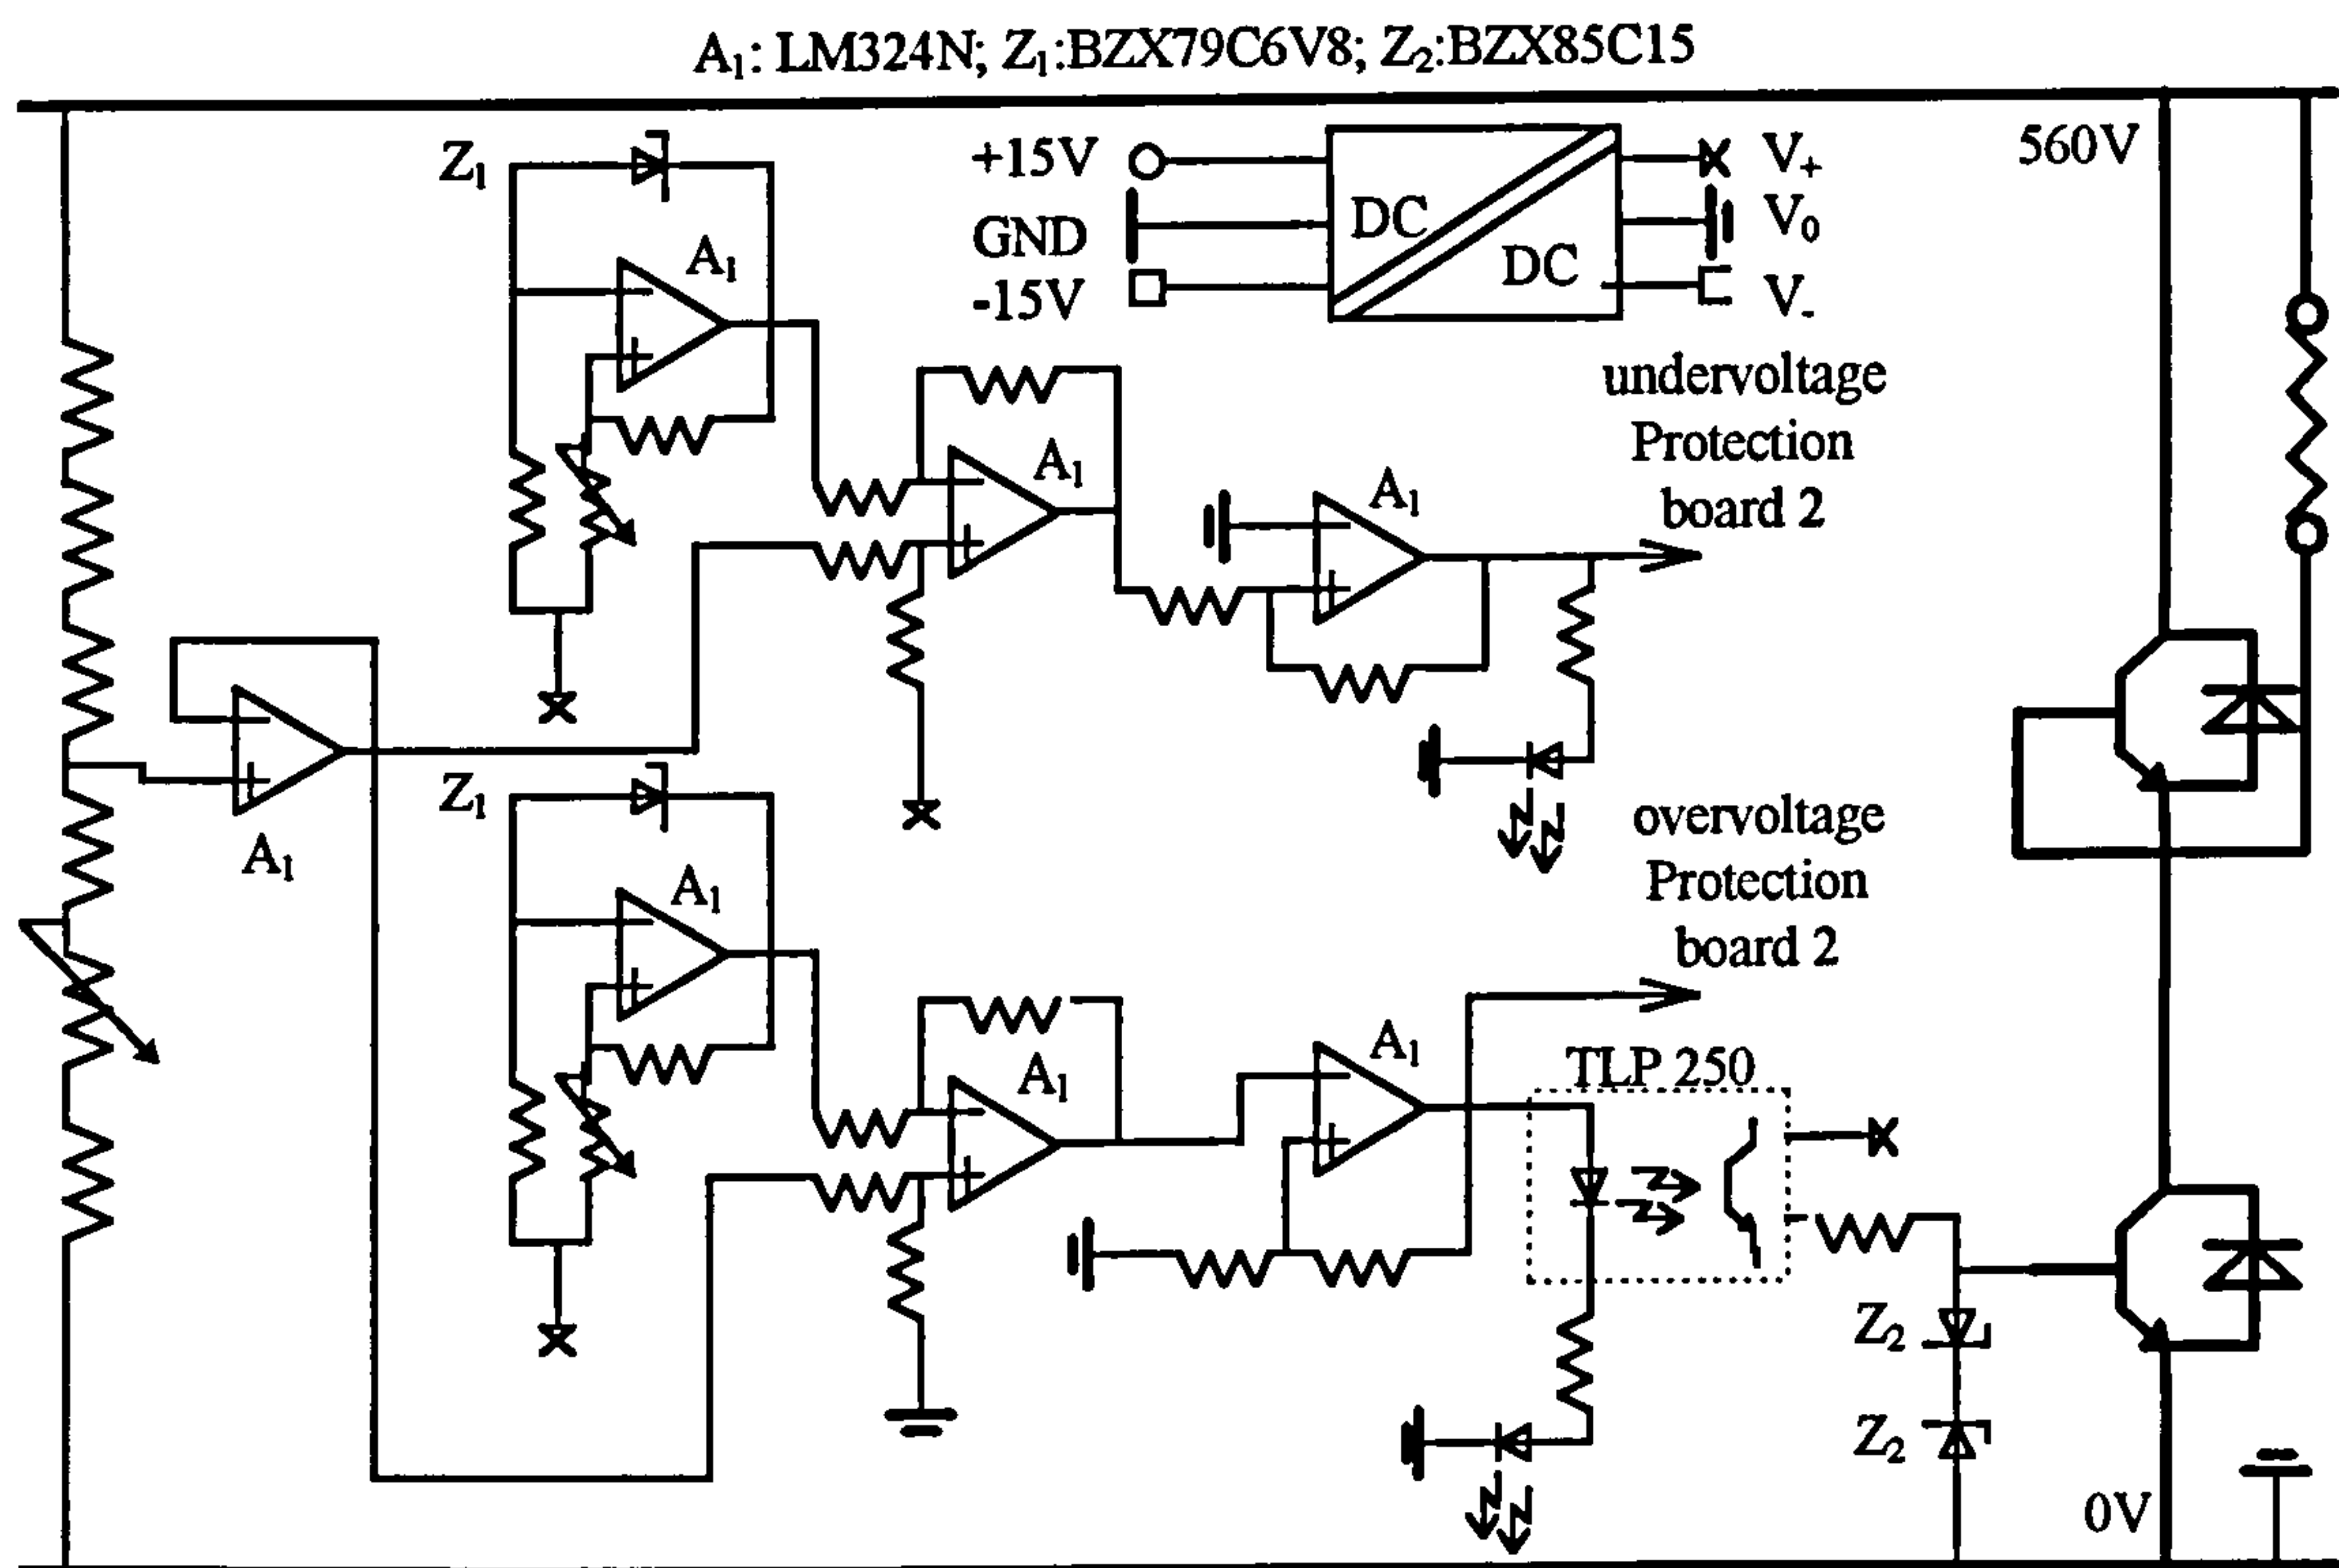 A₁: LM324N; Z₁:BZX79C6V8; Z₂:BZX85C15
Z₁
A₁
+15V
GND
-15V
DC
DC
V₊
V₀
V₋
560V
undervoltage
Protection
board 2
A₁
A₁
A₁
Z₁
A₁
overvoltage
Protection
board 2
A₁
A₁
TLP 250
Z₂
Z₂
0V